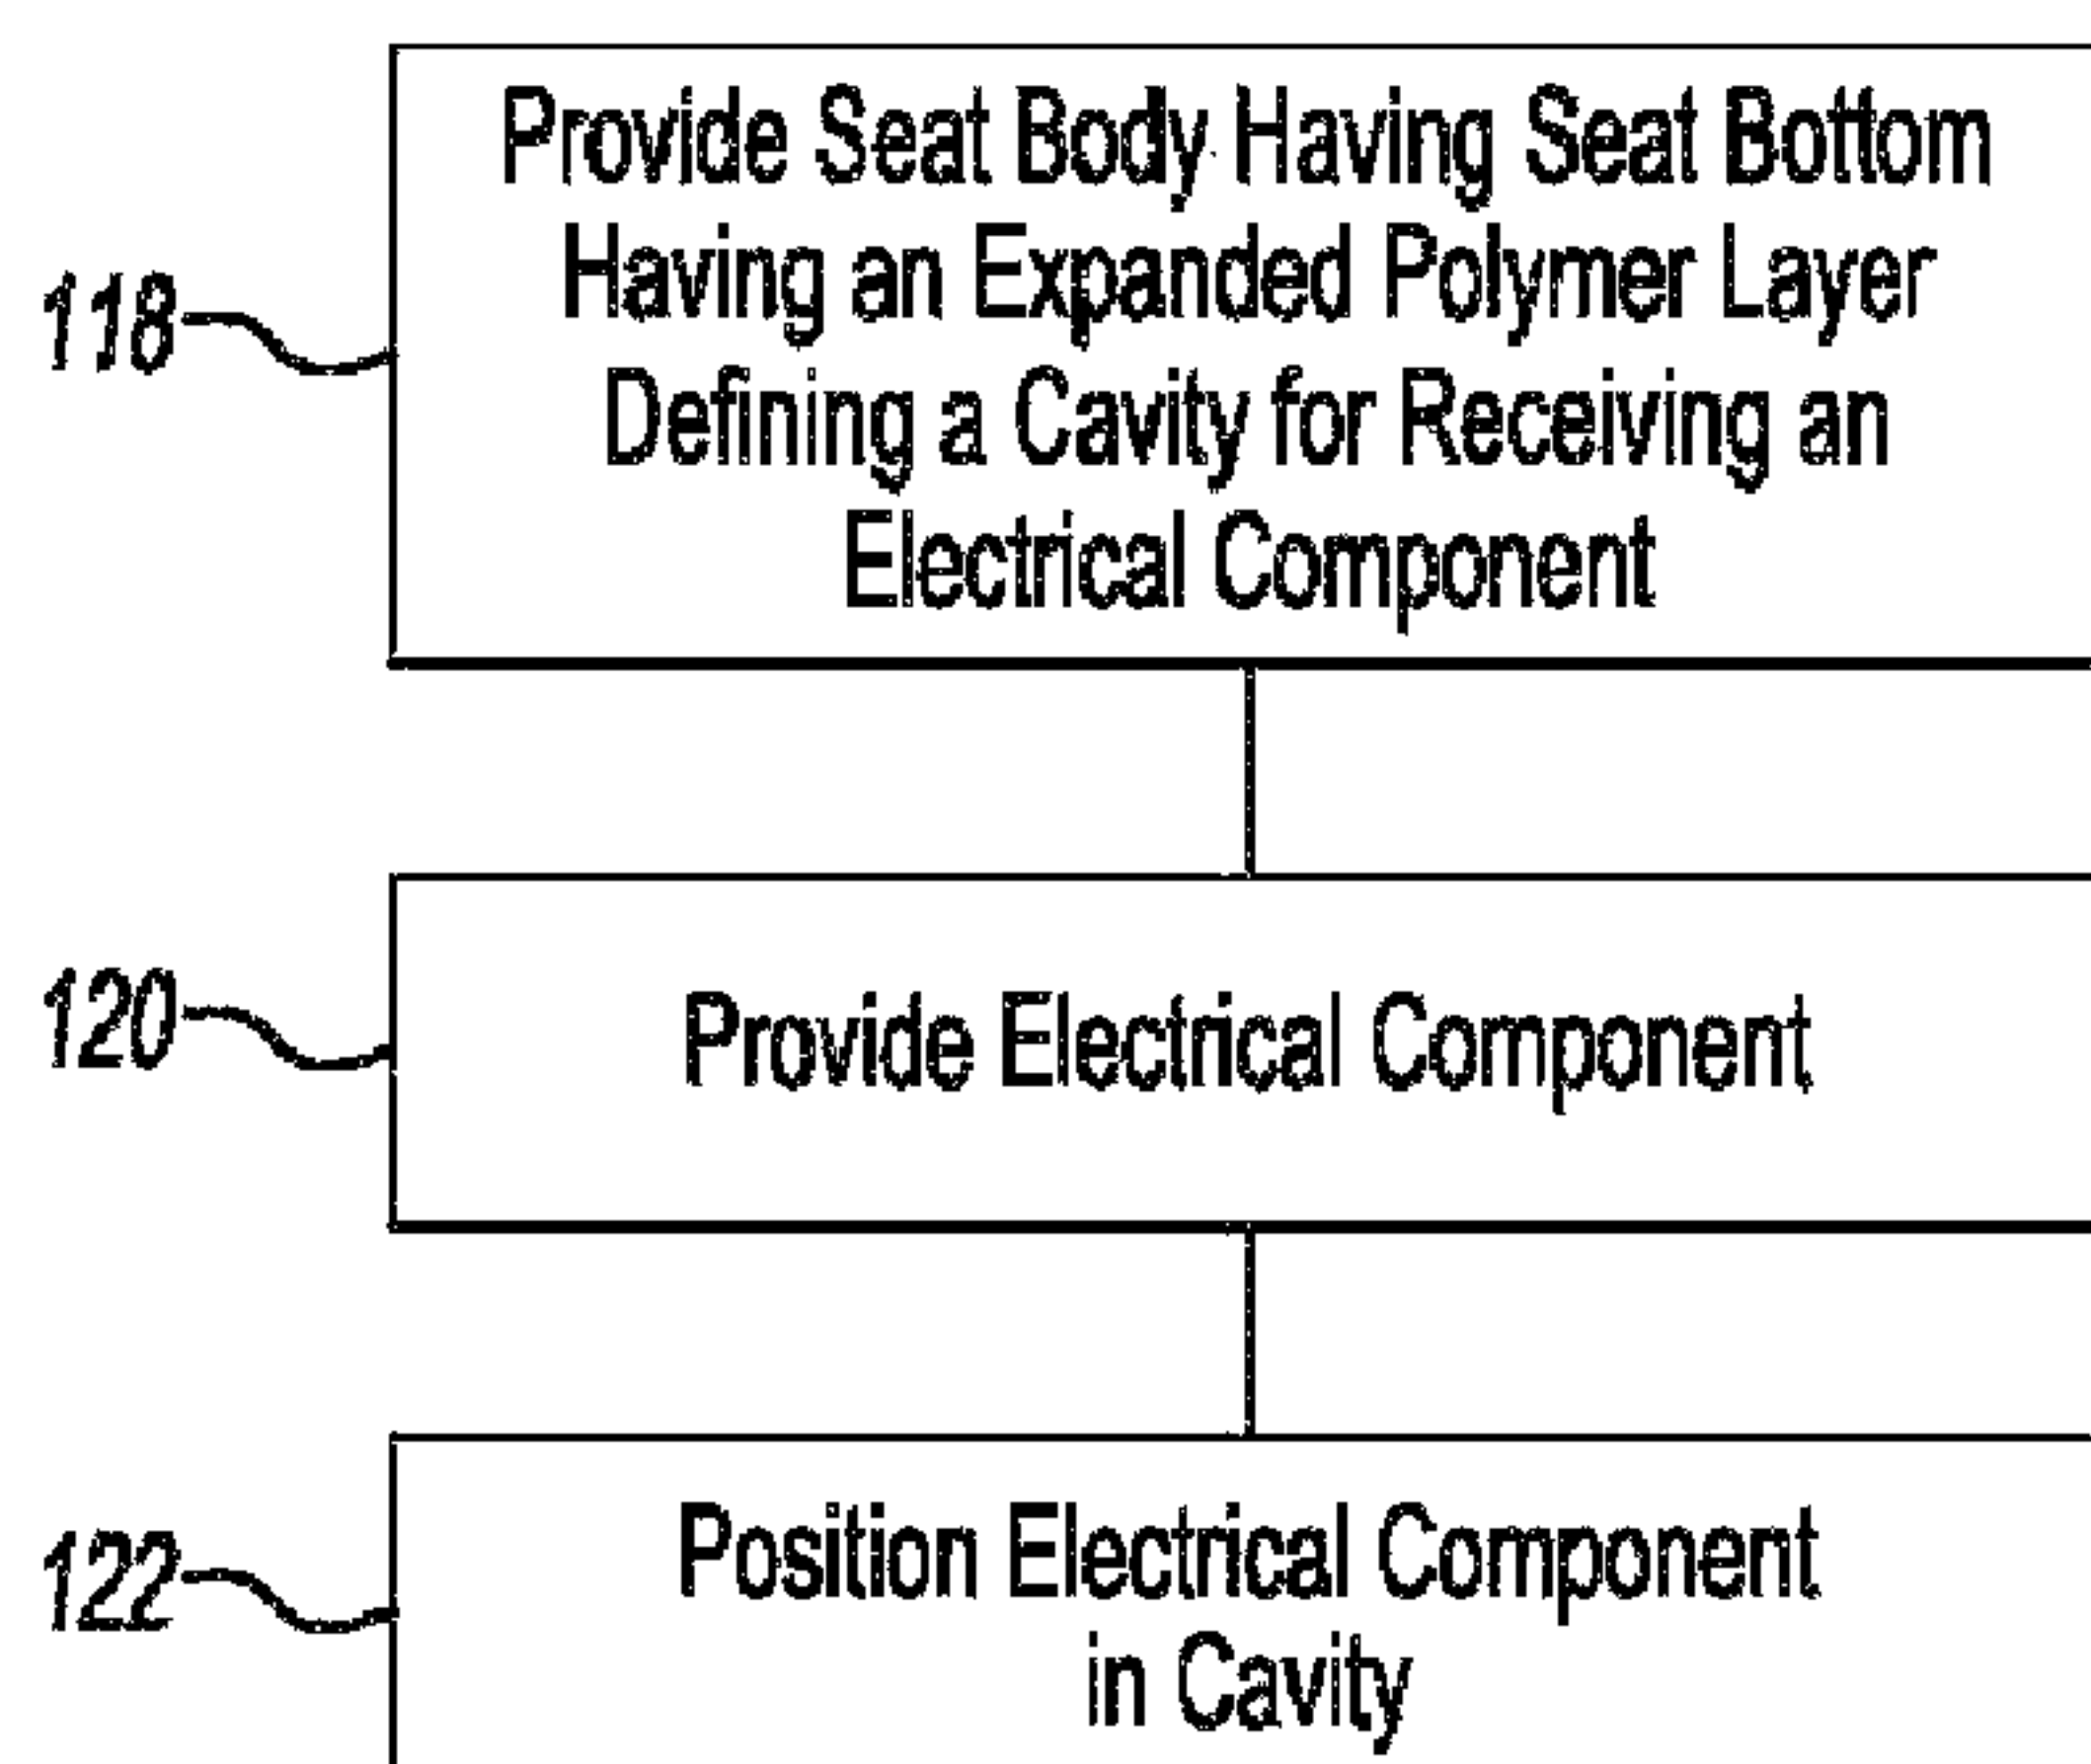 Provide Seat Body Having Seat Bottom
Having an Expanded Polymer Layer
Defining a Cavity for Receiving an
Electrical Component
118
Provide Electrical Component
120
Position Electrical Component
in Cavity
122